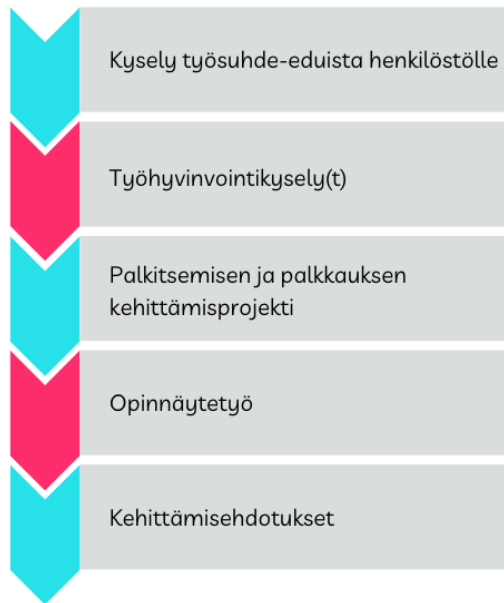 Kysely työsuhde-eduista henkilöstölle
Työhyvinvointikysely(t)
Palkitsemisen ja palkkauksen
kehittämisprojekti
Opinnäytetyö
Kehittämisehdotukset